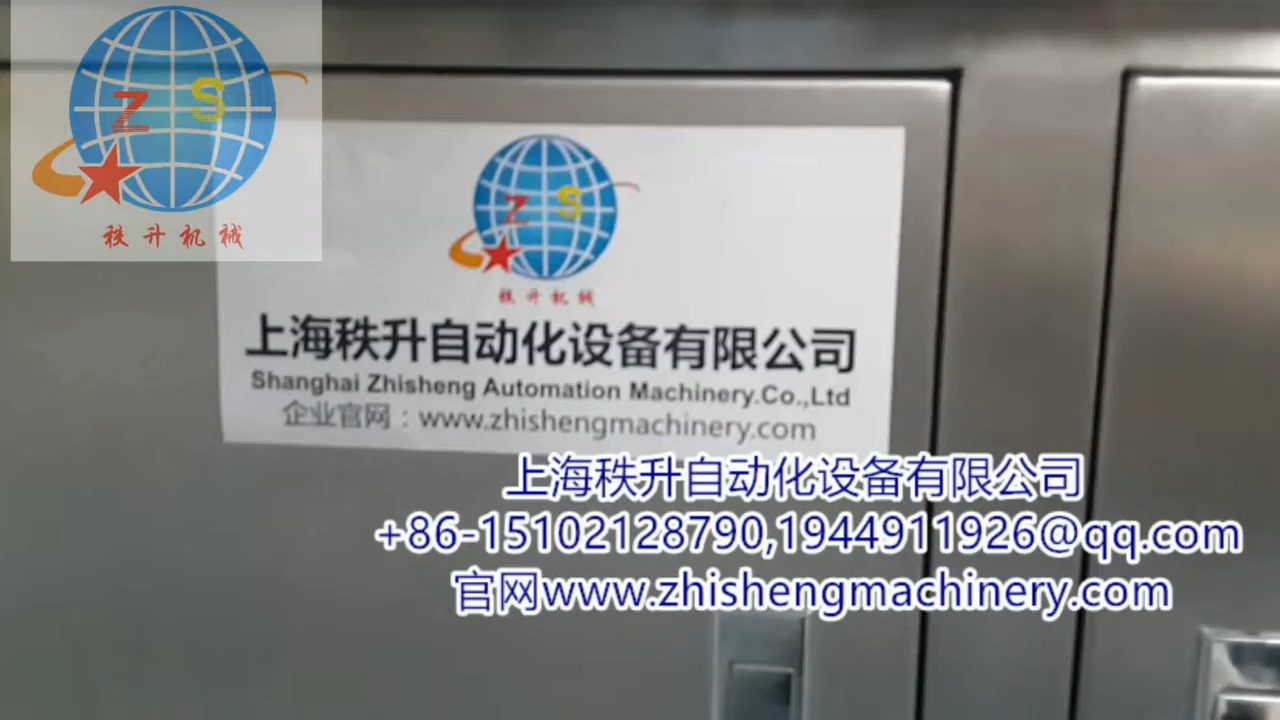 Z S
秩升机械
Z S
秩升机械
上海秩升自动化设备有限公司
Shanghai Zhisheng Automation Machinery.Co.,Ltd
企业官网：www.zhishengmachinery.com
上海秩升自动化设备有限公司
+86-15102128790,1944911926@qq.com
官网www.zhishengmachinery.com